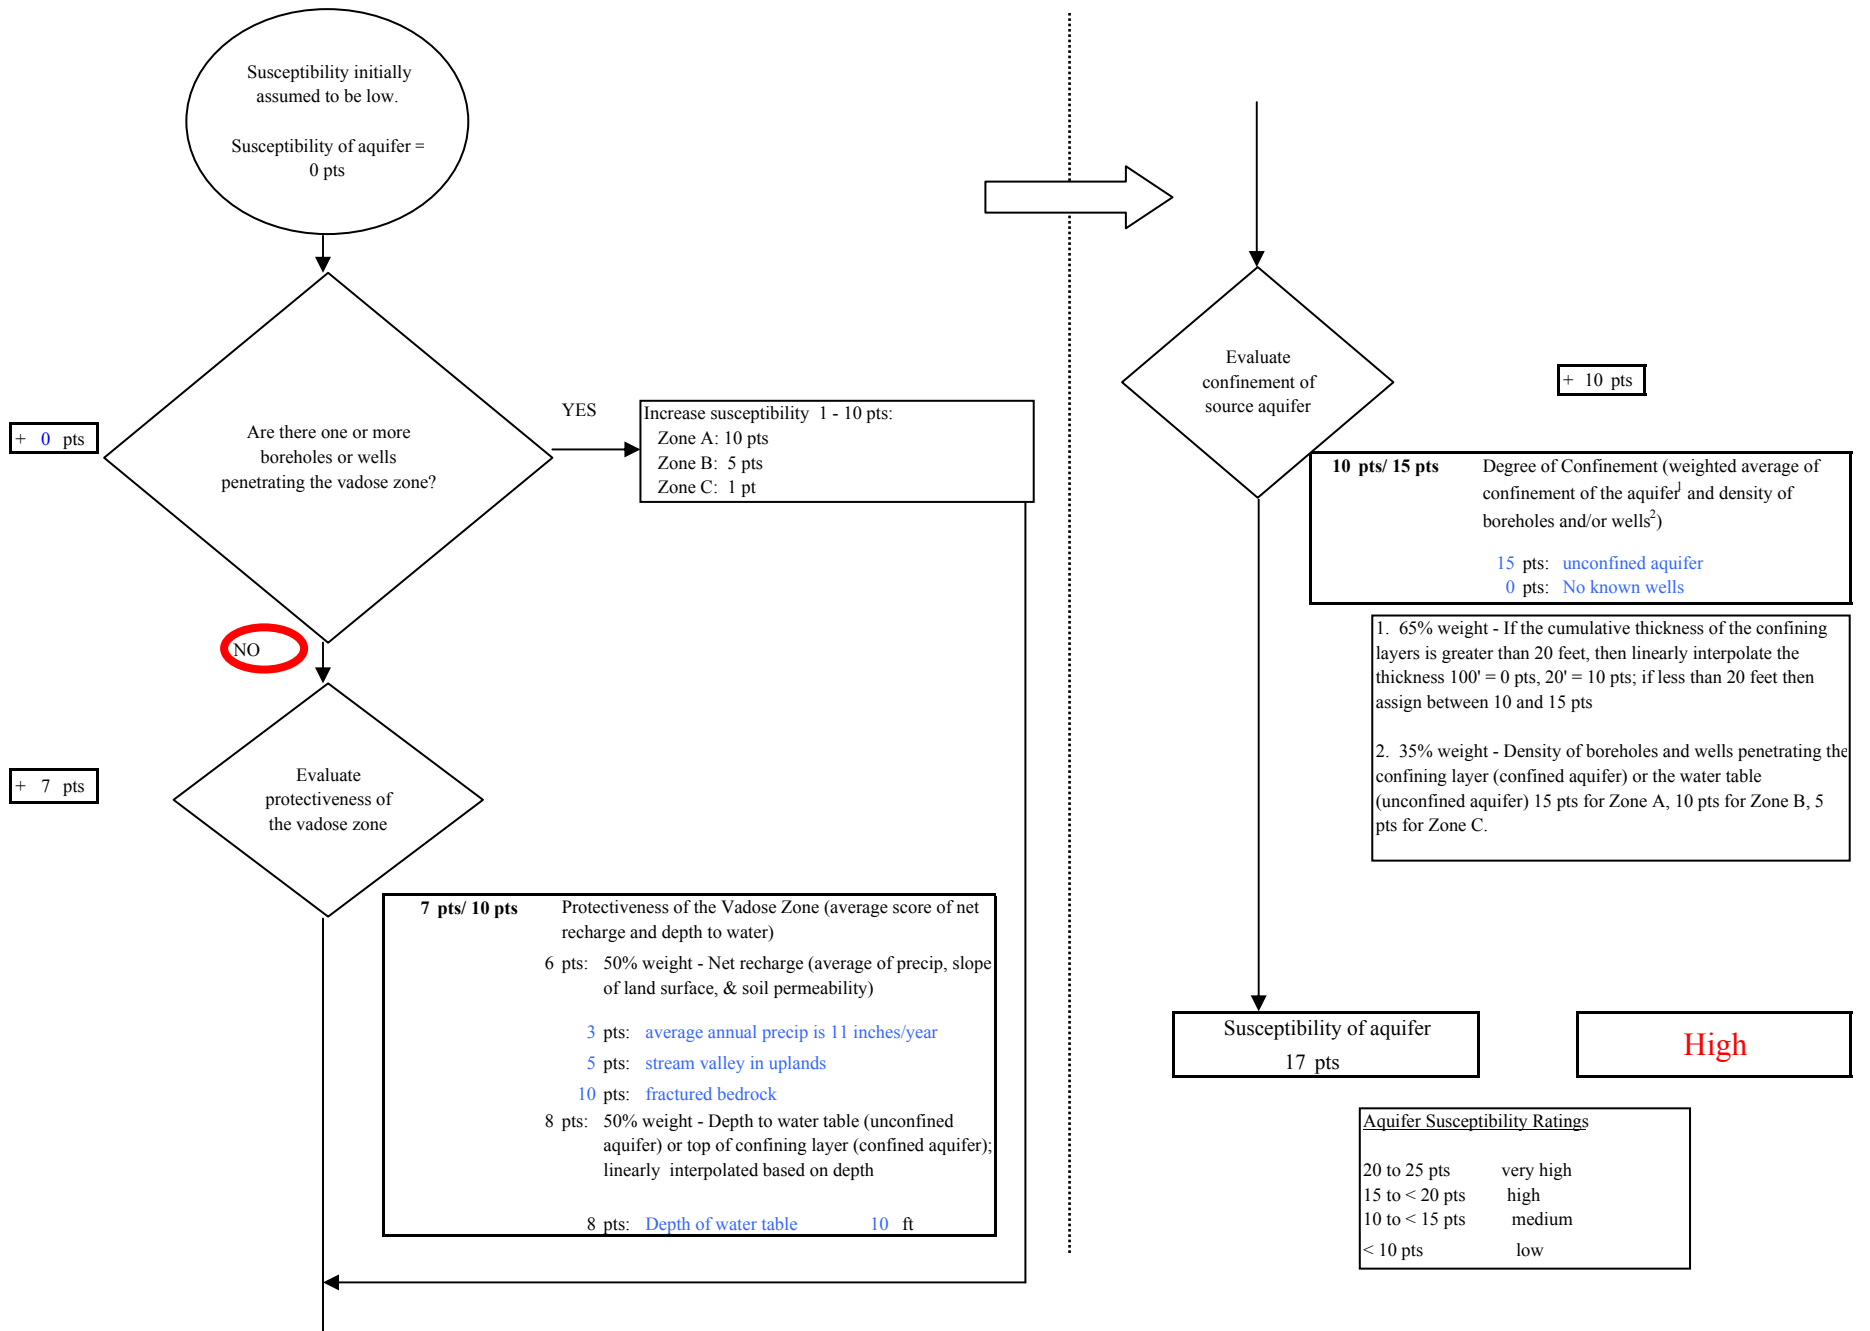 Susceptibility initially
assumed to be low.
Susceptibility of aquifer =
0 pts
+ 0 pts
Are there one or more
boreholes or wells
penetrating the vadose zone?
YES
Increase susceptibility 1 - 10 pts:
Zone A: 10 pts
Zone B: 5 pts
Zone C: 1 pt
NO
+ 7 pts
Evaluate
protectiveness of
the vadose zone
7 pts/ 10 pts Protectiveness of the Vadose Zone (average score of net
recharge and depth to water)
6 pts: 50% weight - Net recharge (average of precip, slope
of land surface, & soil permeability)
3 pts: average annual precip is 11 inches/year
5 pts: stream valley in uplands
10 pts: fractured bedrock
8 pts: 50% weight - Depth to water table (unconfined
aquifer) or top of confining layer (confined aquifer);
linearly interpolated based on depth
8 pts: Depth of water table 10 ft
Evaluate
confinement of
source aquifer
+ 10 pts
10 pts/ 15 pts Degree of Confinement (weighted average of
confinement of the aquifer1 and density of
boreholes and/or wells2)
15 pts: unconfined aquifer
0 pts: No known wells
1. 65% weight - If the cumulative thickness of the confining
layers is greater than 20 feet, then linearly interpolate the
thickness 100' = 0 pts, 20' = 10 pts; if less than 20 feet then
assign between 10 and 15 pts
2. 35% weight - Density of boreholes and wells penetrating the
confining layer (confined aquifer) or the water table
(unconfined aquifer) 15 pts for Zone A, 10 pts for Zone B, 5
pts for Zone C.
Susceptibility of aquifer
17 pts
High
Aquifer Susceptibility Ratings
20 to 25 pts very high
15 to < 20 pts high
10 to < 15 pts medium
< 10 pts low